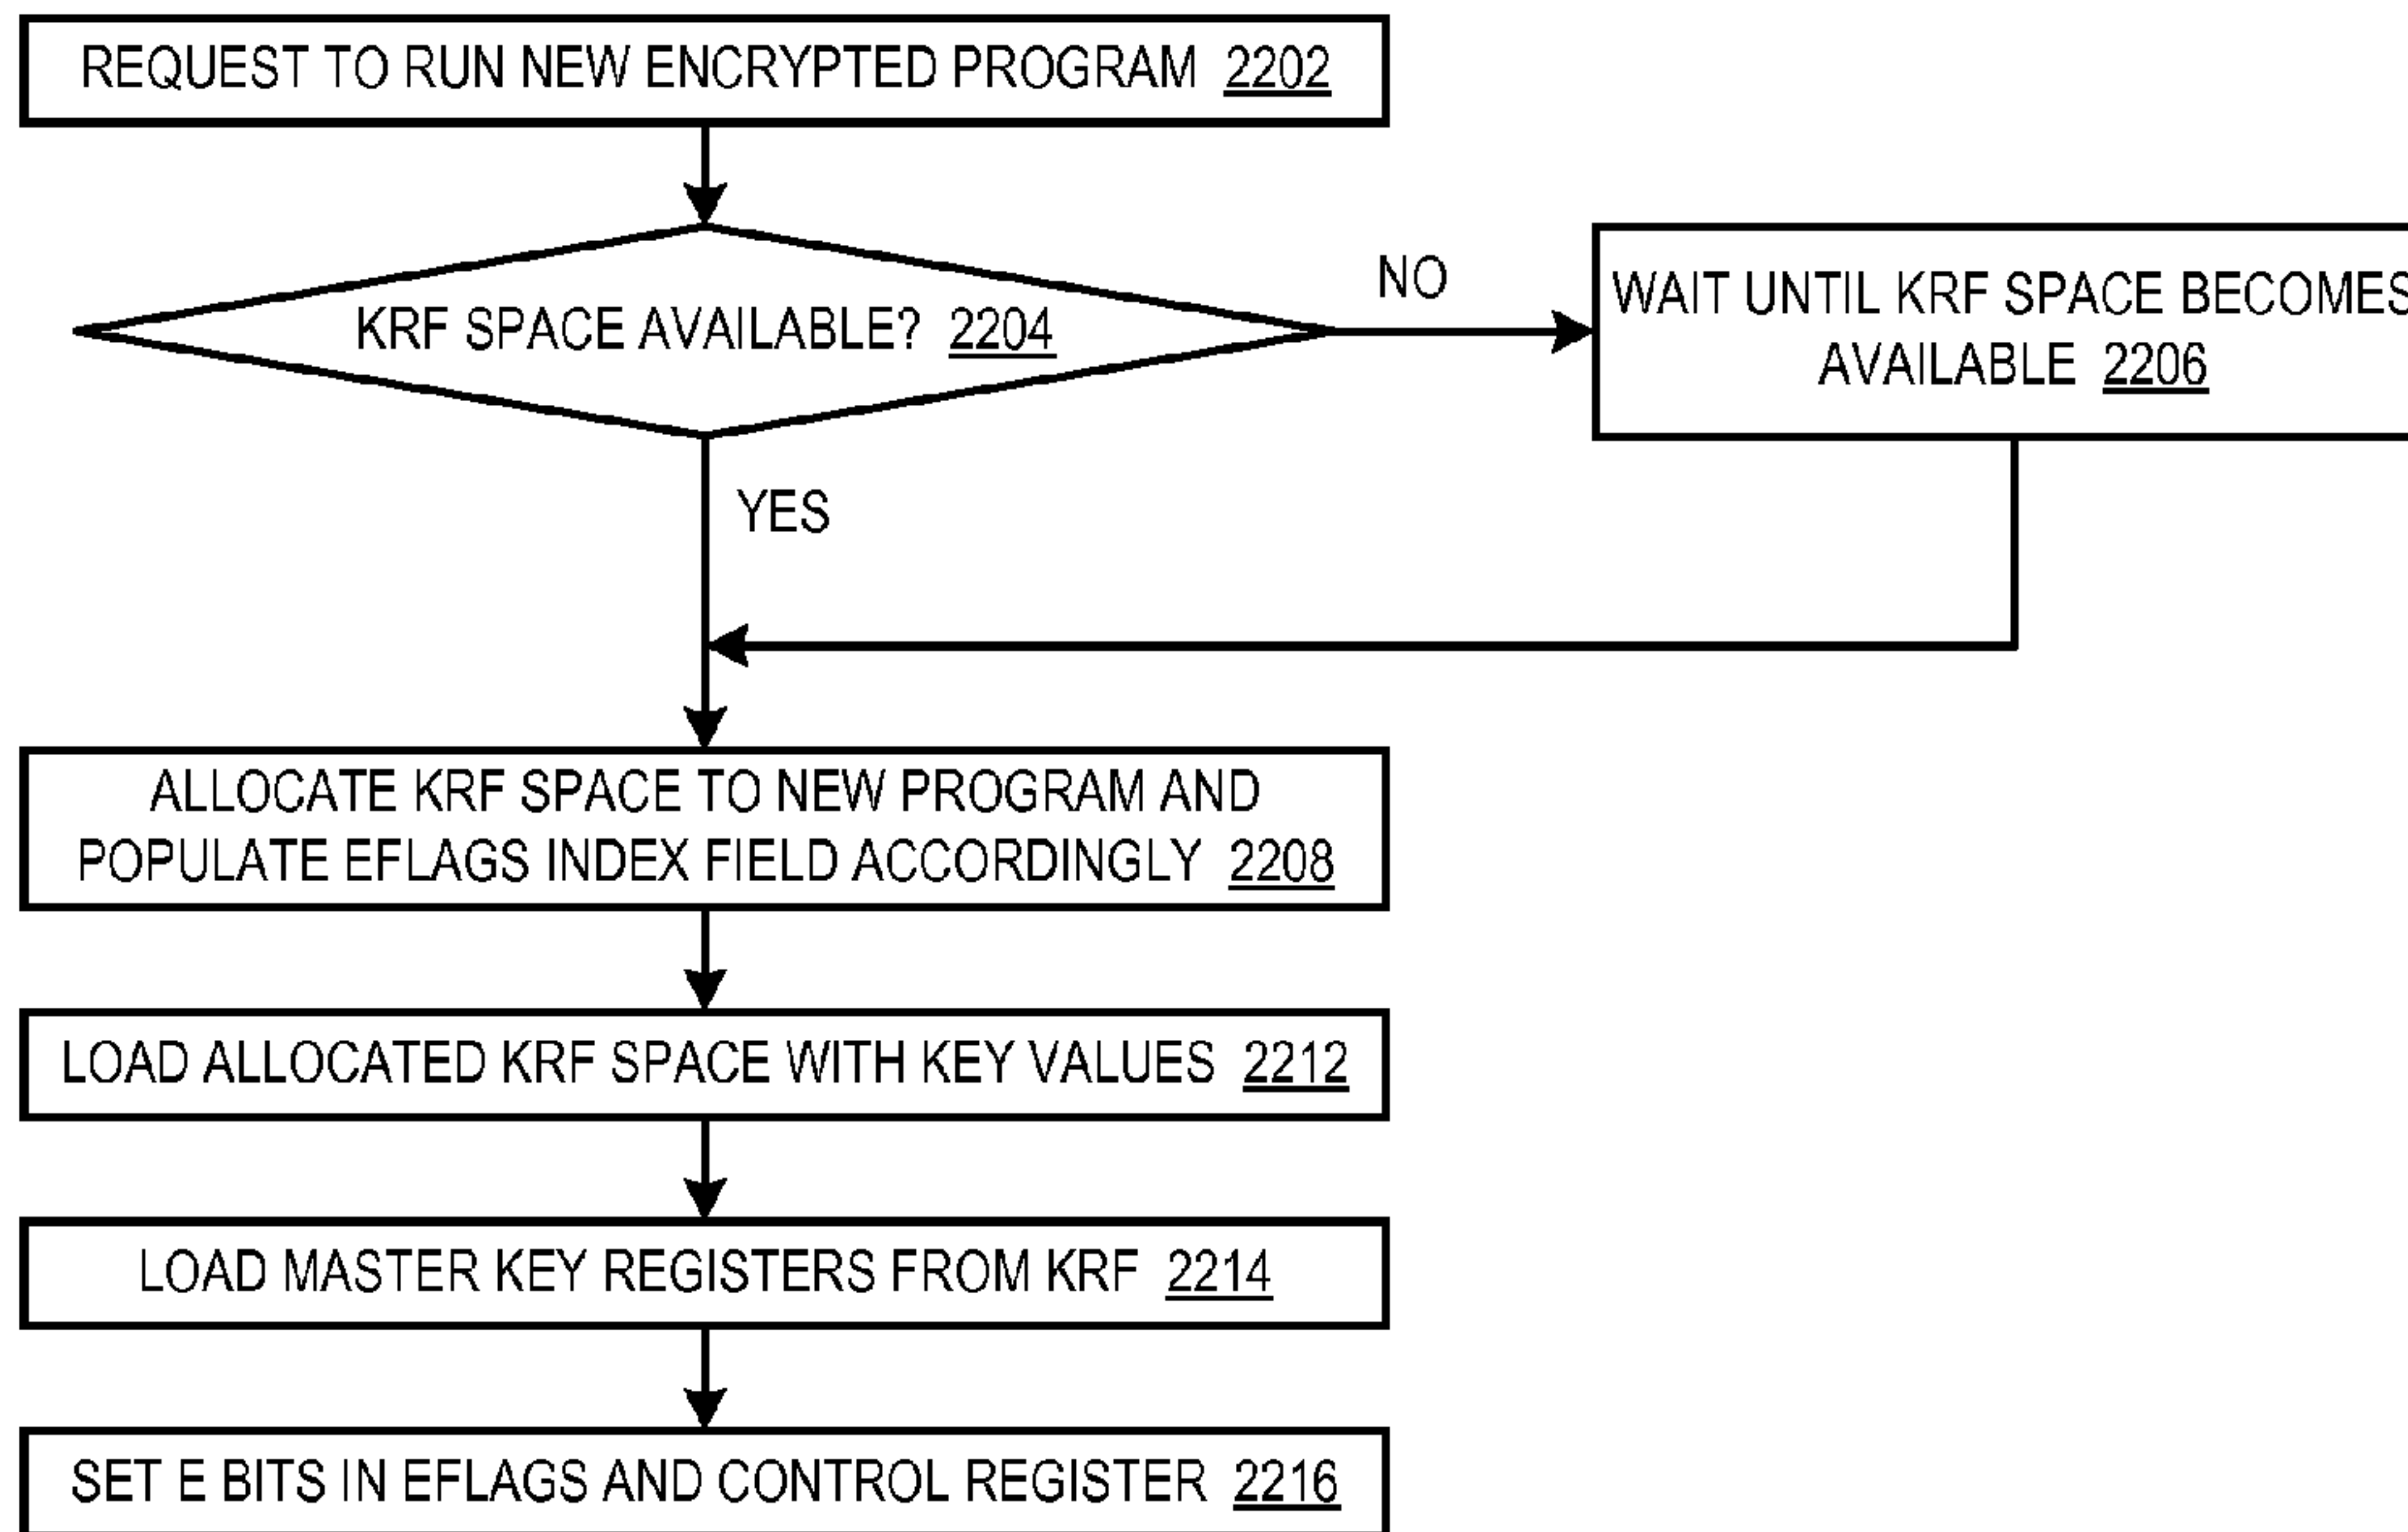 REQUEST TO RUN NEW ENCRYPTED PROGRAM 2202
KRF SPACE AVAILABLE? 2204
NO
WAIT UNTIL KRF SPACE BECOMES
AVAILABLE 2206
YES
ALLOCATE KRF SPACE TO NEW PROGRAM AND
POPULATE EFLAGS INDEX FIELD ACCORDINGLY 2208
LOAD ALLOCATED KRF SPACE WITH KEY VALUES 2212
LOAD MASTER KEY REGISTERS FROM KRF 2214
SET E BITS IN EFLAGS AND CONTROL REGISTER 2216